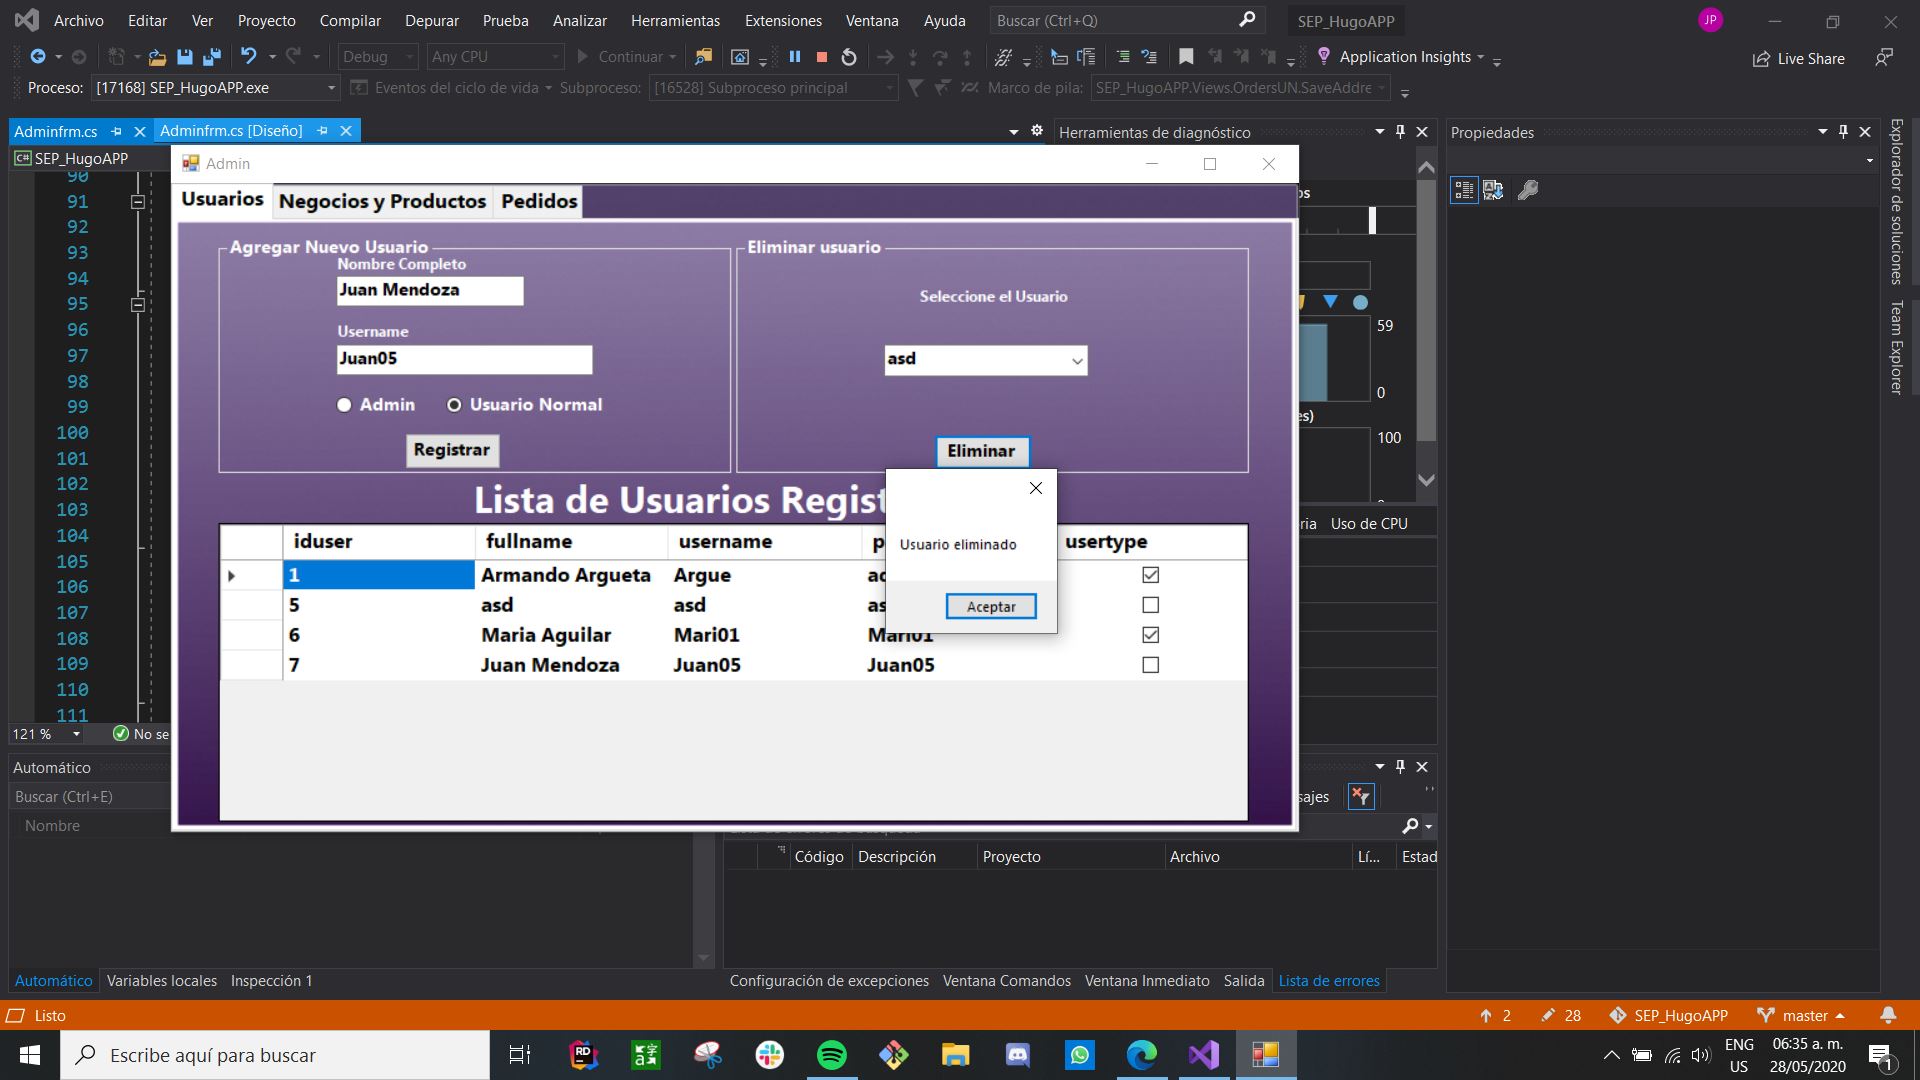 Archivo Editar Ver Proyecto Compilar Depurar Prueba Analizar Herramientas Extensiones Ventana Ayuda Buscar (Ctrl+Q) SEP_HugoAPP JP
Debug Any CPU Continuar Application Insights Live Share
Proceso: [17168] SEP_HugoAPP.exe Eventos del ciclo de vida Subproceso: [16528] Subproceso principal Marco de pila: SEP_HugoAPP.Views.OrdersUN.SaveAddre
Adminfrm.cs Adminfrm.cs [Diseño] Herramientas de diagnóstico Propiedades
C# SEP_HugoAPP
Admin
Usuarios Negocios y Productos Pedidos
Agregar Nuevo Usuario
Nombre Completo
Juan Mendoza
Username
Juan05
Admin Usuario Normal
Registrar
Eliminar usuario
Seleccione el Usuario
asd
Eliminar
Lista de Usuarios Regist
iduser fullname username p usertype
1 Armando Argueta Argue ad
5 asd asd as
6 Maria Aguilar Mari01 Mari01
7 Juan Mendoza Juan05 Juan05
Usuario eliminado
Aceptar
90
91
92
93
94
95
96
97
98
99
100
101
102
103
104
105
106
107
108
109
110
111
os
59
0
es)
100
ria Uso de CPU
Explorador de soluciones
Team Explorer
121 % No se
Automático
Buscar (Ctrl+E)
Nombre
sajes
Código Descripción Proyecto Archivo Lí... Estad
Automático Variables locales Inspección 1
Configuración de excepciones Ventana Comandos Ventana Inmediato Salida Lista de errores
Listo 2 28 SEP_HugoAPP master
Escribe aquí para buscar
RD
ENG
US
06:35 a. m.
28/05/2020
1